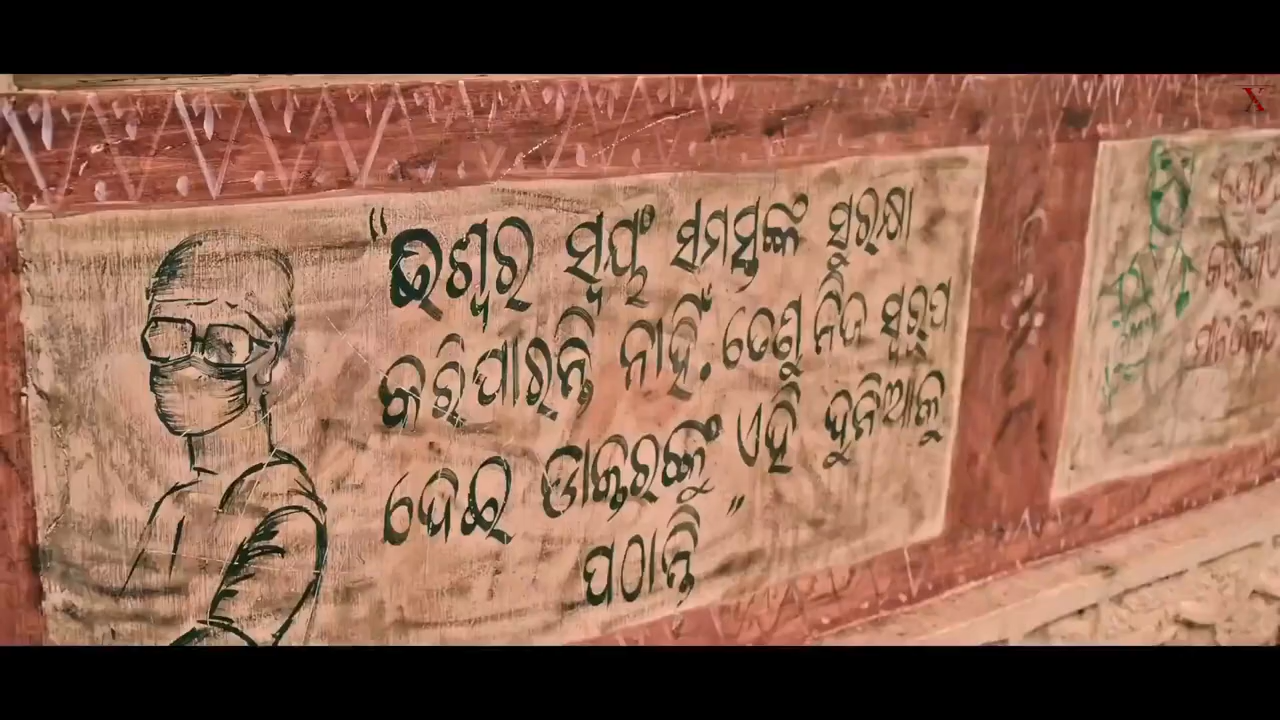 “ଈଶ୍ୱର ସ୍ୱୟଂ ସମସ୍ତଙ୍କ ସୁରକ୍ଷା
କରିପାରନ୍ତି ନାହିଁ. ତେଣୁ ନିଜ ସ୍ୱରୂପ
ଦେଇ ଡାକ୍ତରଙ୍କୁ ଏହି ଦୁନିଆକୁ
ପଠାନ୍ତି”
X